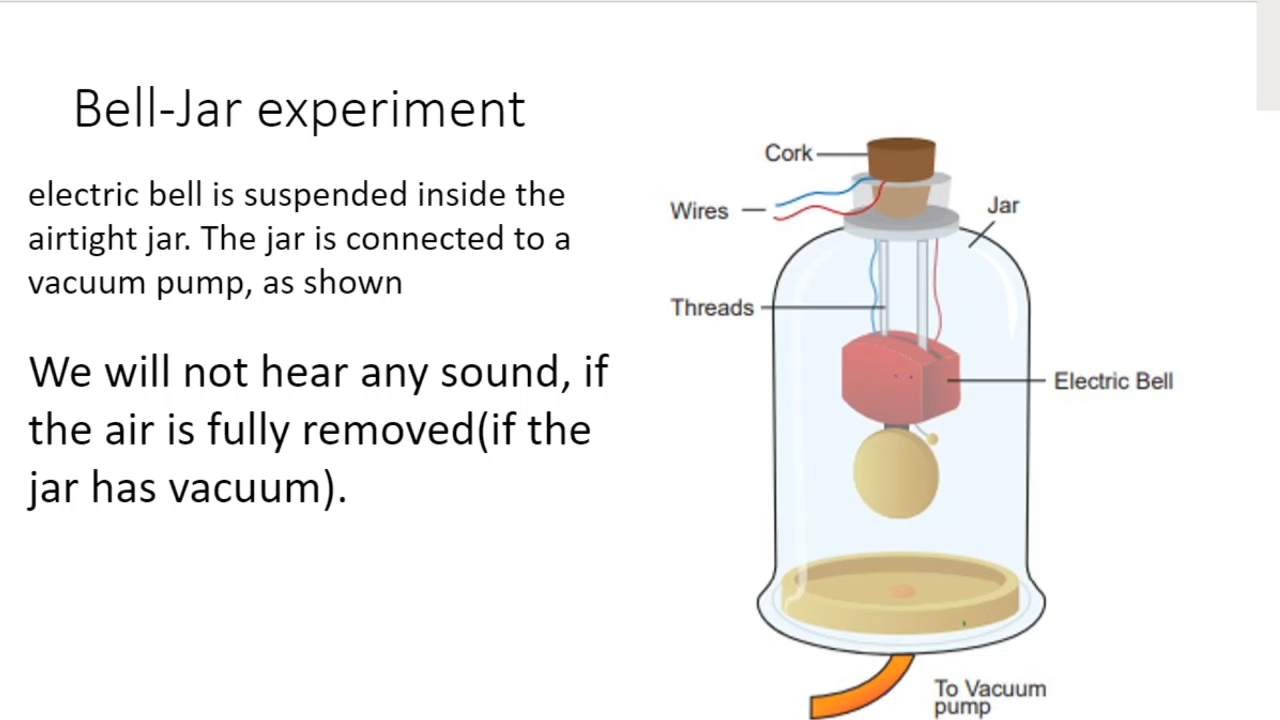 Bell-Jar experiment
electric bell is suspended inside the
airtight jar. The jar is connected to a
vacuum pump, as shown
We will not hear any sound, if
the air is fully removed(if the
jar has vacuum).
Cork
Wires
Jar
Threads
Electric Bell
To Vacuum
pump